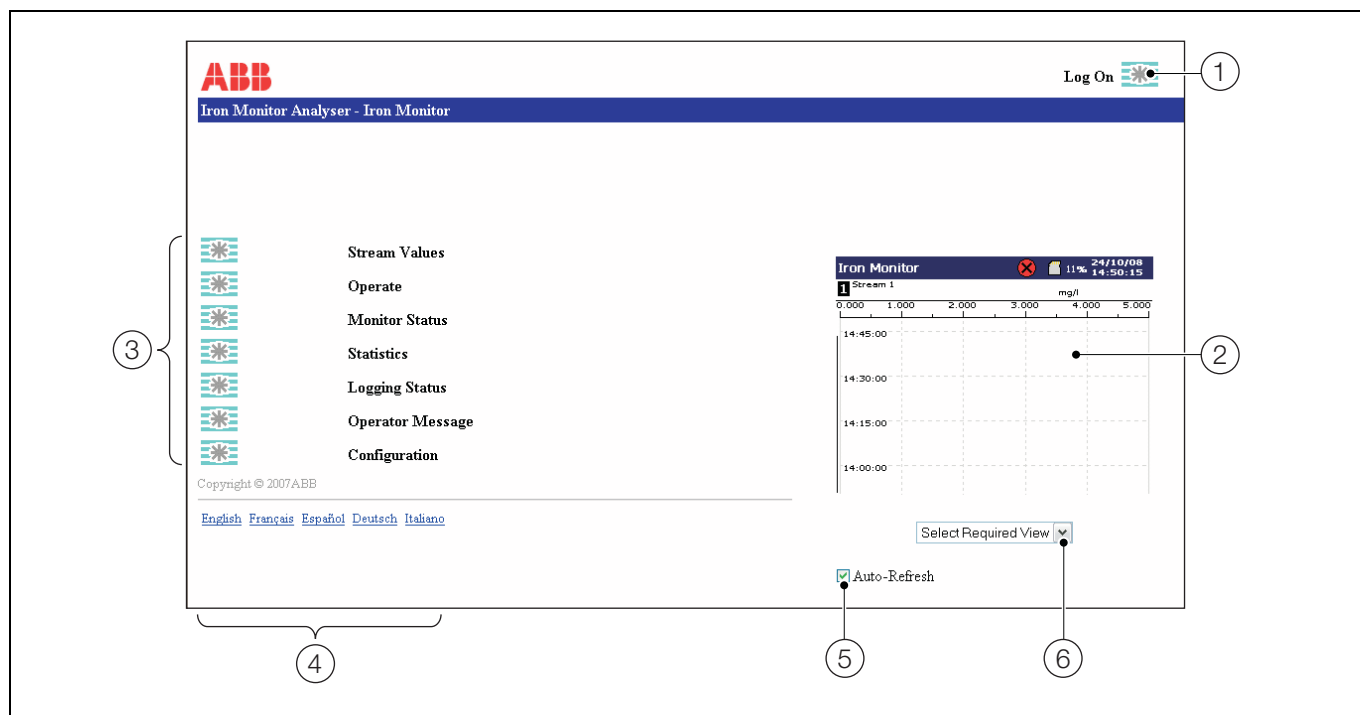 ABB
Log On
1
Iron Monitor Analyser - Iron Monitor
3
Stream Values
Operate
Monitor Status
Statistics
Logging Status
Operator Message
Configuration
Copyright © 2007ABB
English Français Español Deutsch Italiano
4
Iron Monitor 11% 24/10/08
14:50:15
1 Stream 1 mg/l
0.000 1.000 2.000 3.000 4.000 5.000
14:45:00
2
14:30:00
14:15:00
14:00:00
Select Required View
Auto-Refresh
5
6